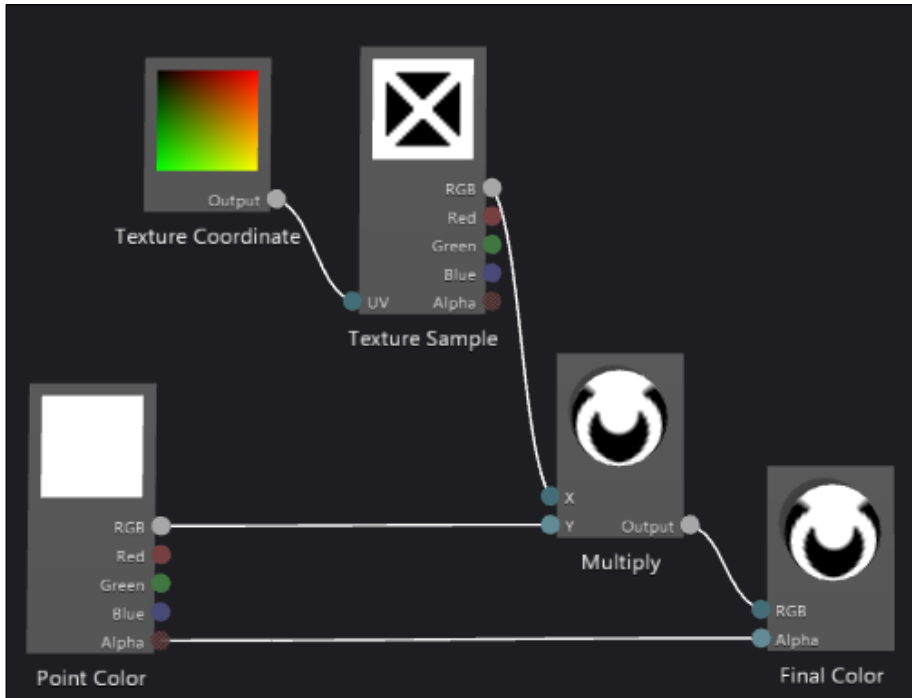 Output
Texture Coordinate
RGB
Red
Green
Blue
UV Alpha
Texture Sample
RGB
Red
Green
Blue
Alpha
Point Color
X
Y Output
Multiply
RGB
Alpha
Final Color